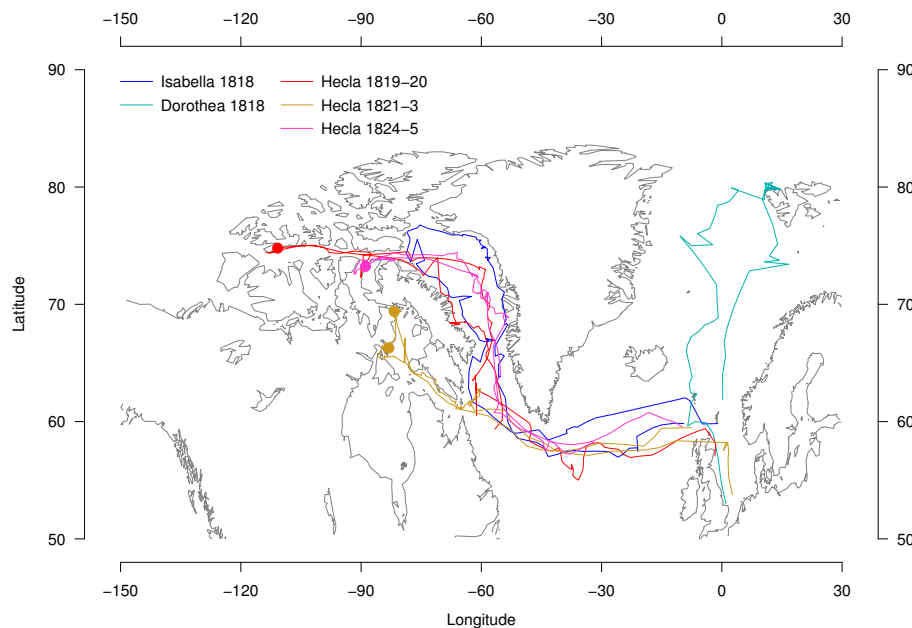 −150 −120 −90 −60 −30 0 30
90 90
Isabella 1818 Hecla 1819−20
Dorothea 1818 Hecla 1821−3
Hecla 1824−5
80 80
Latitude
70 70
60 60
50 50
−150 −120 −90 −60 −30 0 30
Longitude